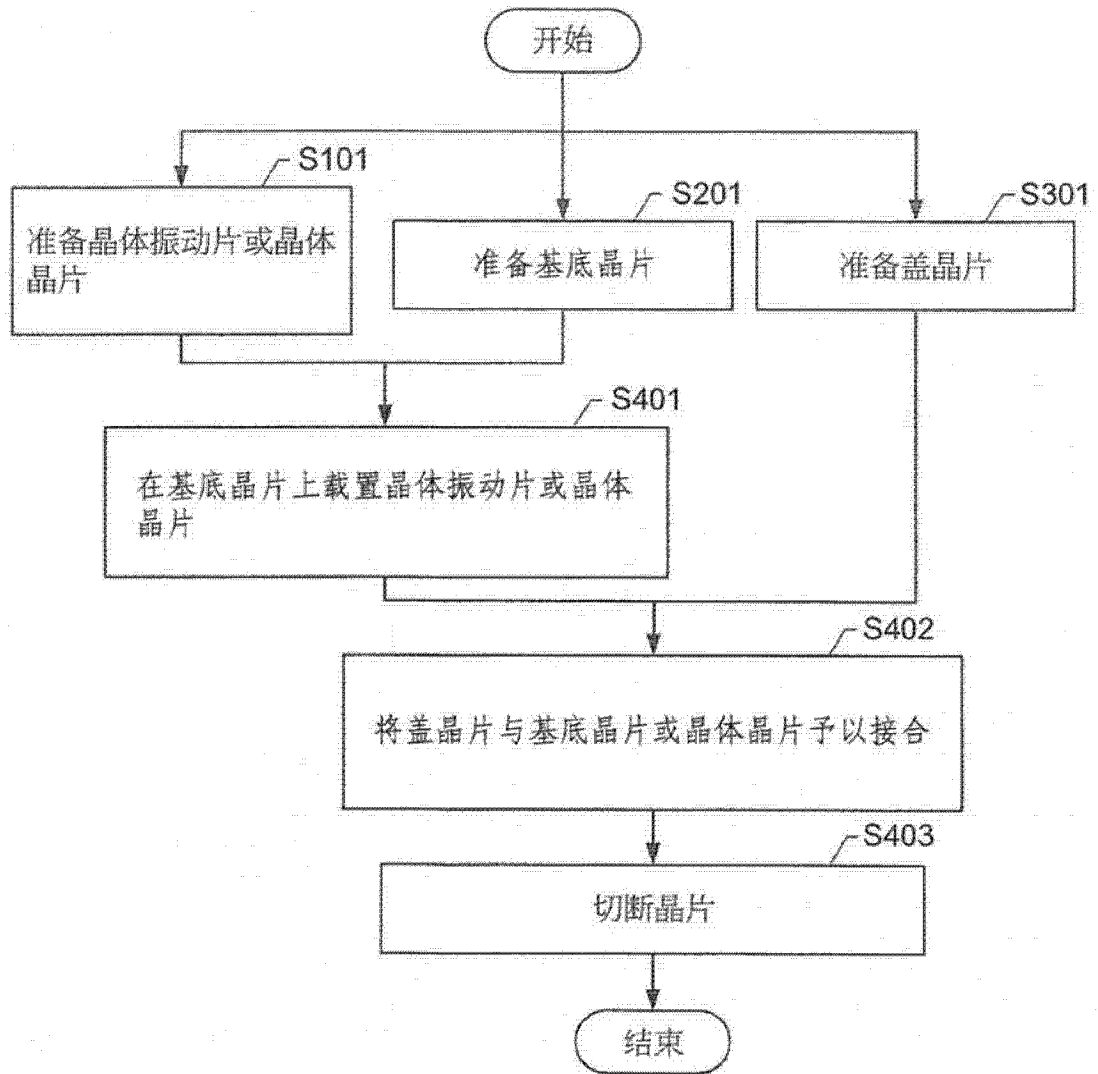 开始
S101
准备晶体振动片或晶体
晶片
S201
准备基底晶片
S301
准备盖晶片
S401
在基底晶片上载置晶体振动片或晶体
晶片
S402
将盖晶片与基底晶片或晶体晶片予以接合
S403
切断晶片
结束